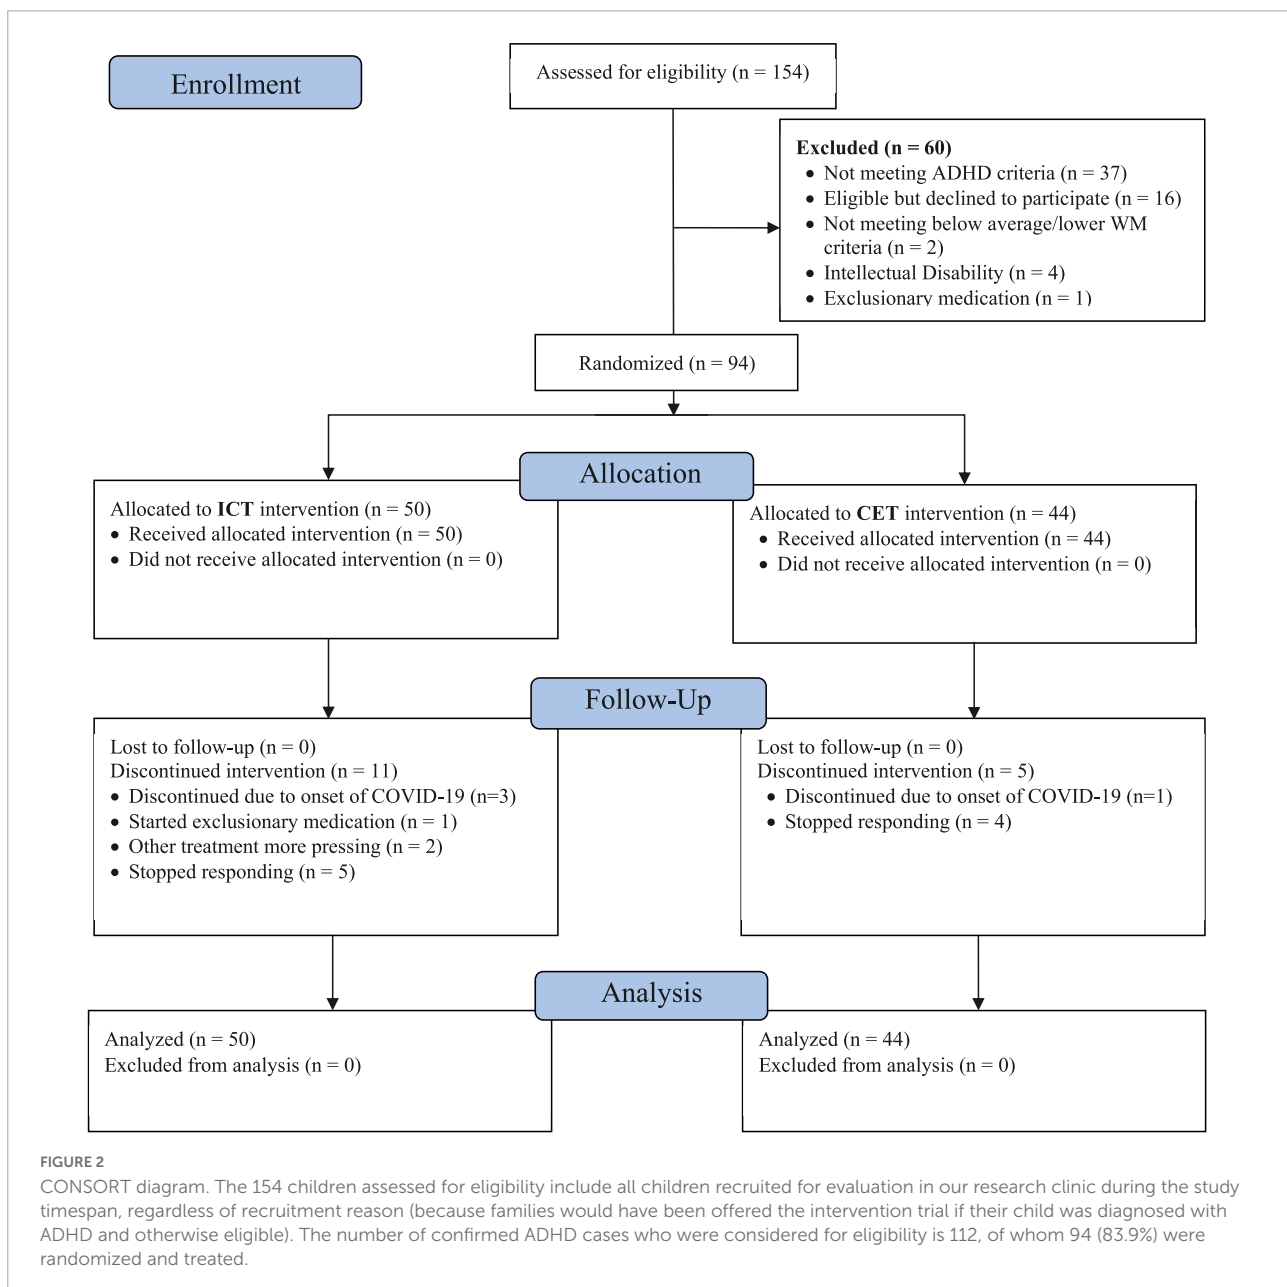 Enrollment
Assessed for eligibility (n = 154)
Excluded (n = 60)
• Not meeting ADHD criteria (n = 37)
• Eligible but declined to participate (n = 16)
• Not meeting below average/lower WM
criteria (n = 2)
• Intellectual Disability (n = 4)
• Exclusionary medication (n = 1)
Randomized (n = 94)
Allocation
Allocated to ICT intervention (n = 50)
• Received allocated intervention (n = 50)
• Did not receive allocated intervention (n = 0)
Allocated to CET intervention (n = 44)
• Received allocated intervention (n = 44)
• Did not receive allocated intervention (n = 0)
Follow-Up
Lost to follow-up (n = 0)
Discontinued intervention (n = 11)
• Discontinued due to onset of COVID-19 (n=3)
• Started exclusionary medication (n = 1)
• Other treatment more pressing (n = 2)
• Stopped responding (n = 5)
Lost to follow-up (n = 0)
Discontinued intervention (n = 5)
• Discontinued due to onset of COVID-19 (n=1)
• Stopped responding (n = 4)
Analysis
Analyzed (n = 50)
Excluded from analysis (n = 0)
Analyzed (n = 44)
Excluded from analysis (n = 0)
FIGURE 2
CONSORT diagram. The 154 children assessed for eligibility include all children recruited for evaluation in our research clinic during the study
timespan, regardless of recruitment reason (because families would have been offered the intervention trial if their child was diagnosed with
ADHD and otherwise eligible). The number of confirmed ADHD cases who were considered for eligibility is 112, of whom 94 (83.9%) were
randomized and treated.